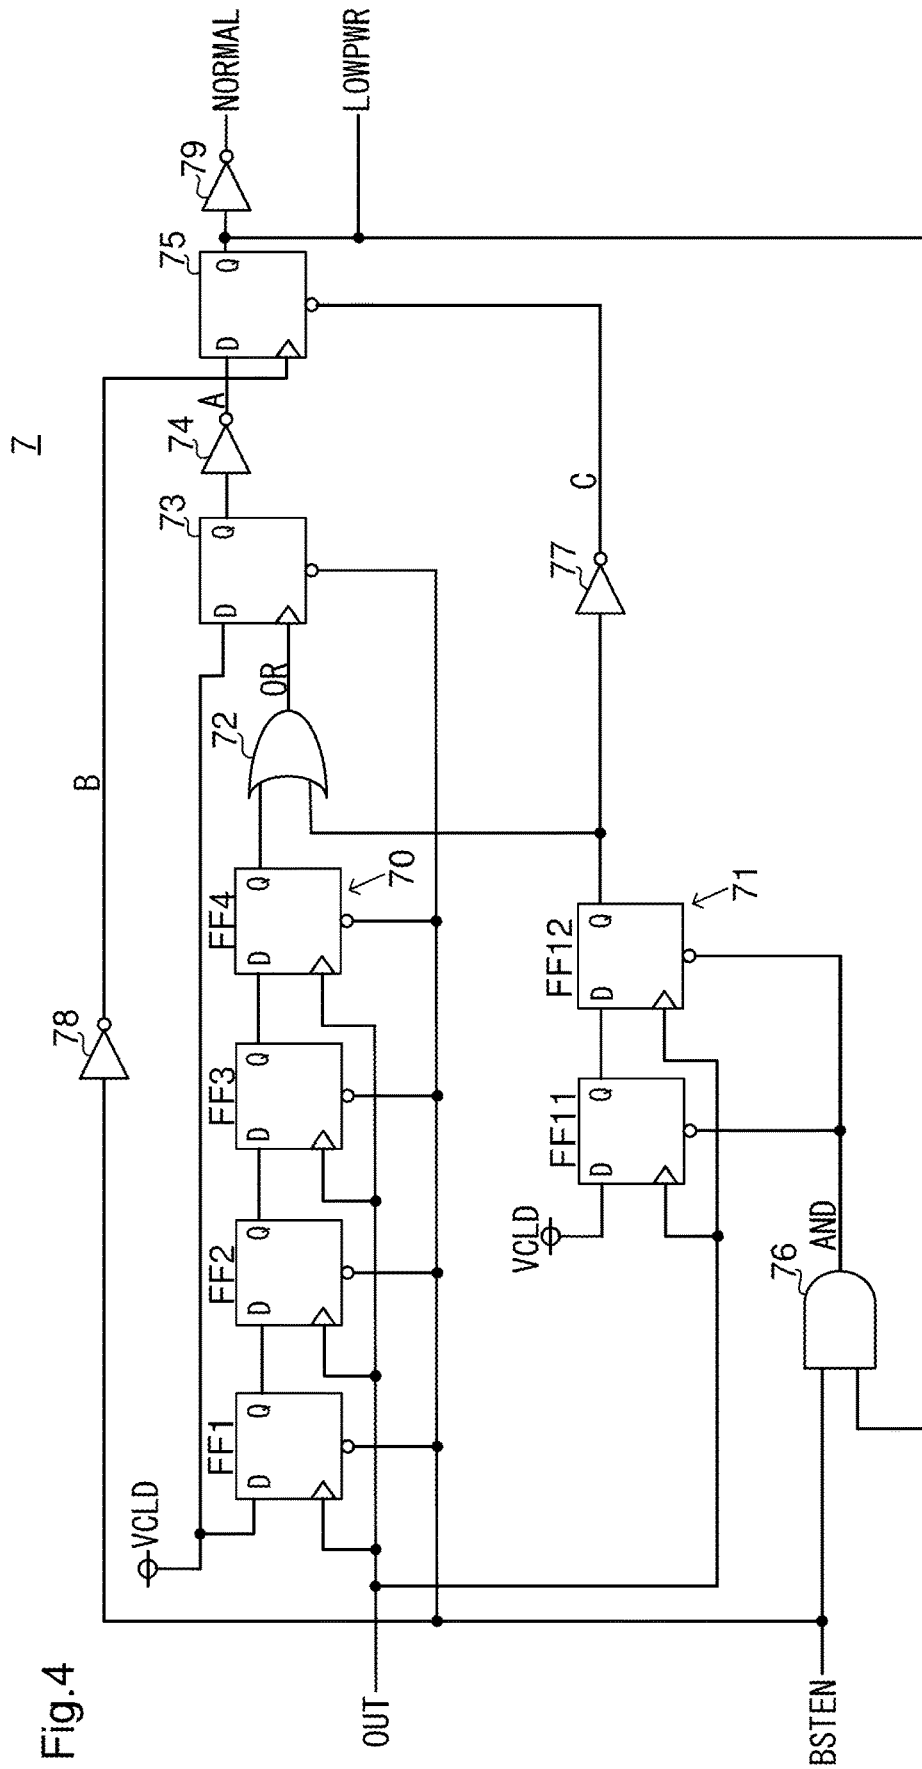 Fig.4
7
B
78
VCLD
FF1
D
Q
FF2
D
Q
FF3
D
Q
FF4
D
Q
70
72
OR
73
D
Q
74
A
75
D
Q
79
NORMAL
LOWPWR
OUT
VCLD
FF11
D
Q
FF12
D
Q
71
77
C
76
AND
BSTEN